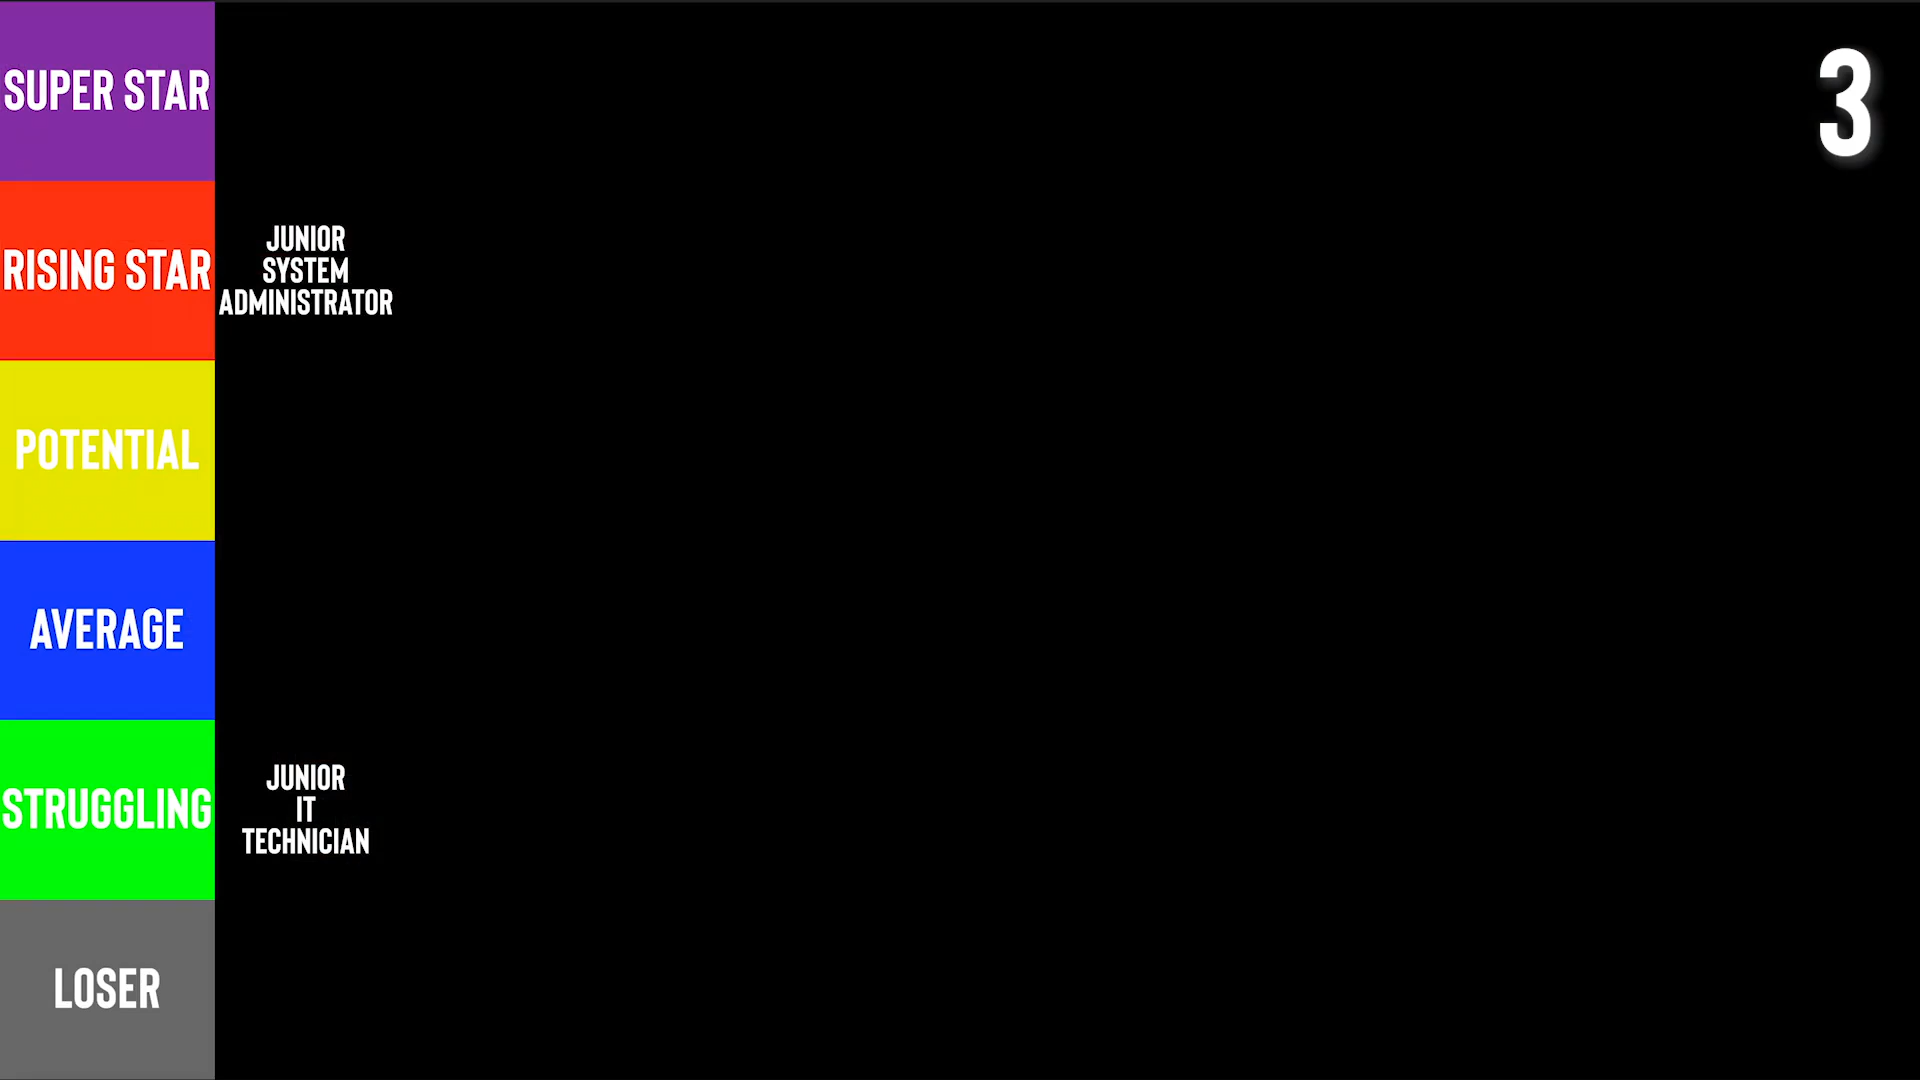 SUPER STAR
3
RISING STAR
JUNIOR
SYSTEM
ADMINISTRATOR
POTENTIAL
AVERAGE
STRUGGLING
JUNIOR
IT
TECHNICIAN
LOSER